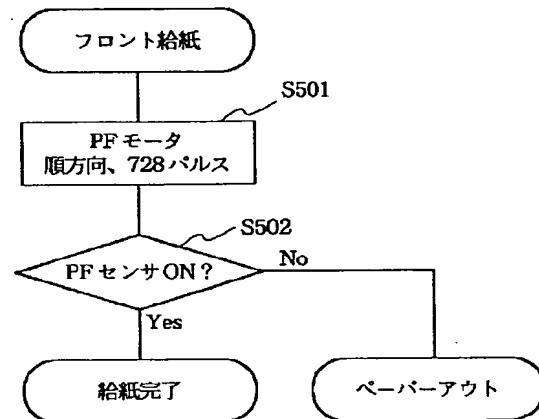 フロント給紙
S501
PFモータ
順方向、728パルス
S502
PFセンサON?
No
Yes
給紙完了
ペーパーアウト